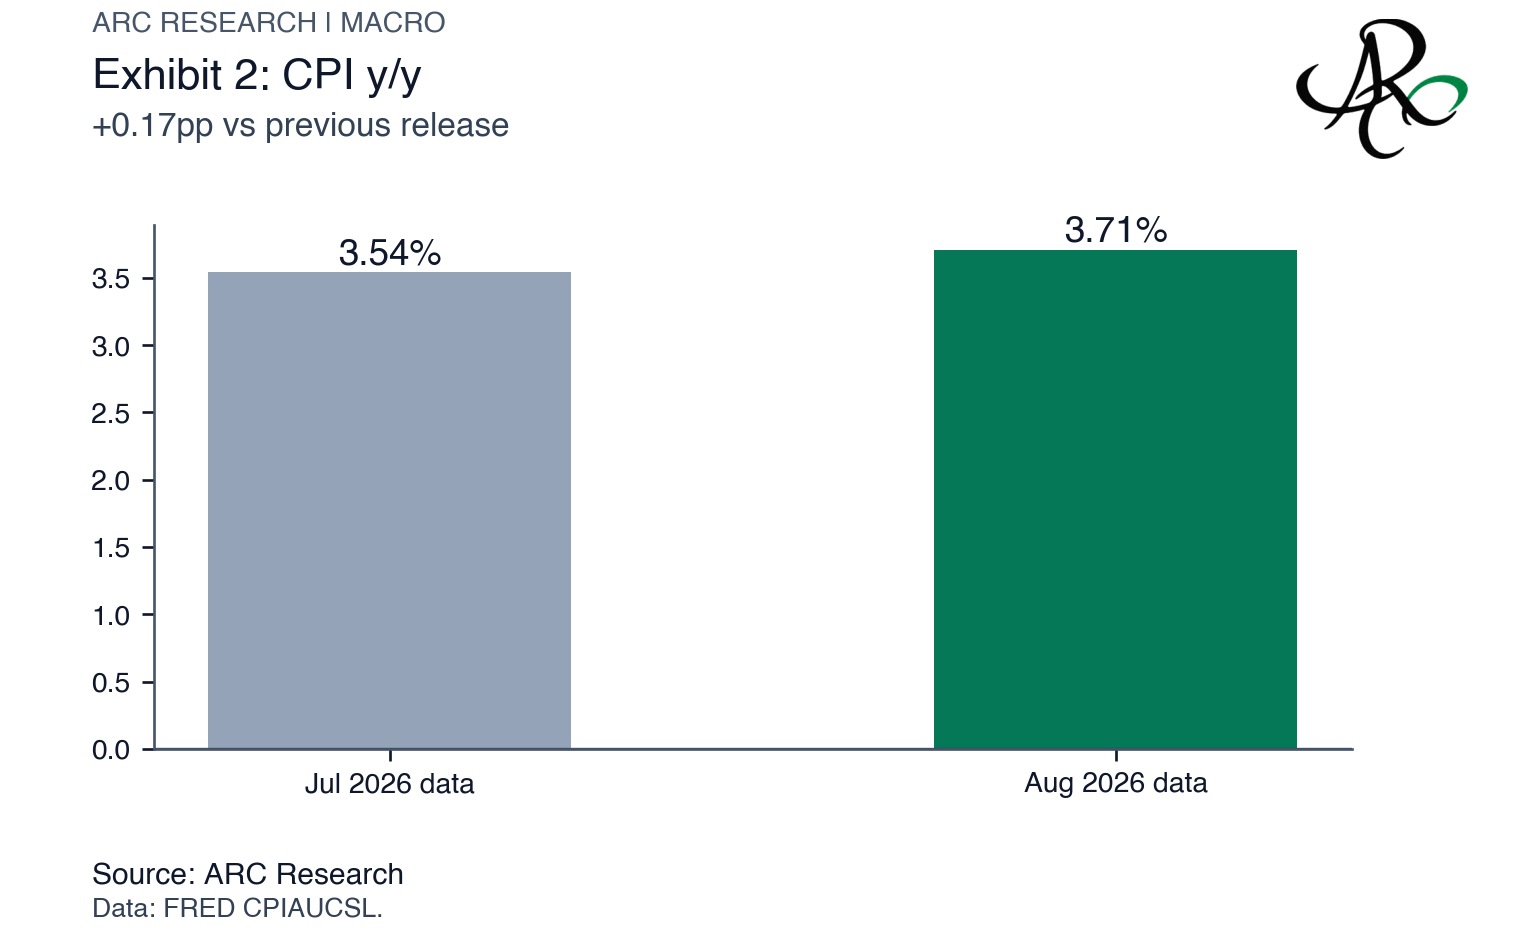 ARC RESEARCH | MACRO
Exhibit 2: CPI y/y
+0.17pp vs previous release
ARC
3.54%
3.71%
3.5
3.0
2.5
2.0
1.5
1.0
0.5
0.0
Jul 2026 data
Aug 2026 data
Source: ARC Research
Data: FRED CPIAUCSL.